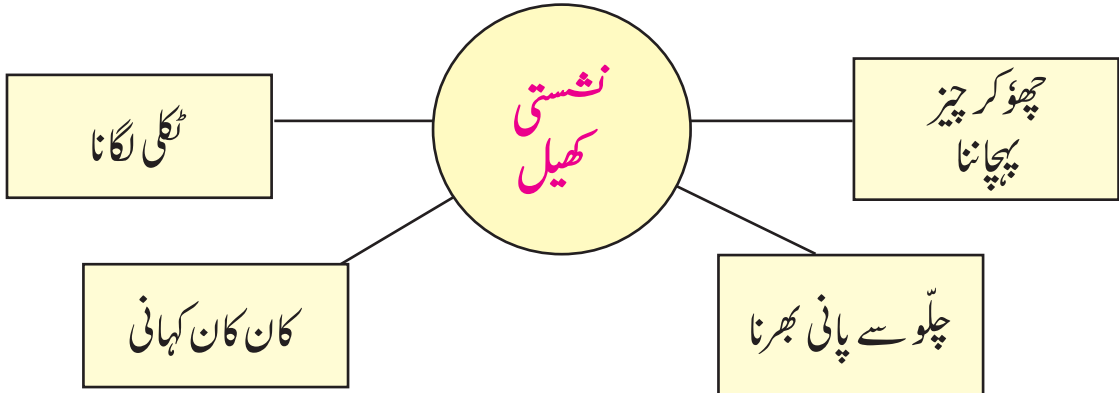 نشستی
کھیل
چھوٗ کر چیز
پہچاننا
ٹکلی لگانا
چلّو سے پانی بھرنا
کان کان کہانی